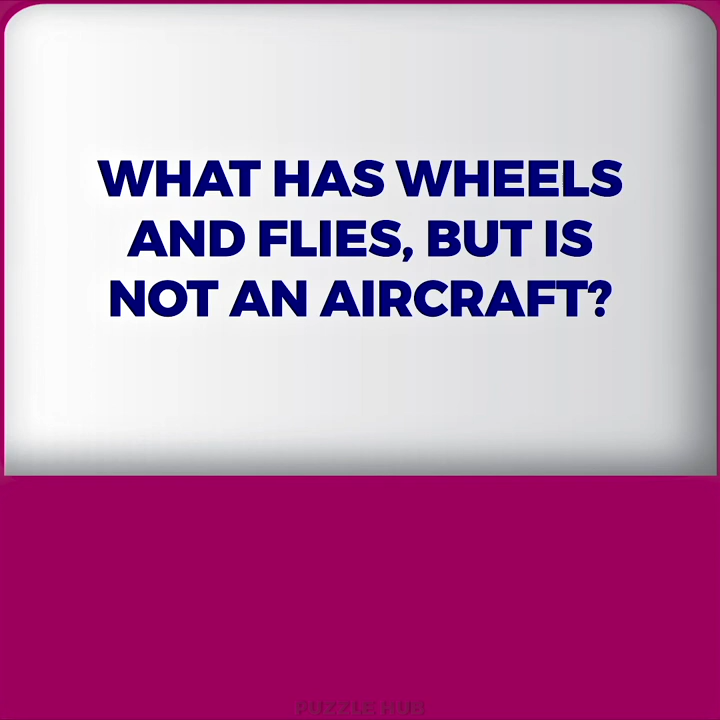 WHAT HAS WHEELS
AND FLIES, BUT IS
NOT AN AIRCRAFT?
PUZZLE HUB